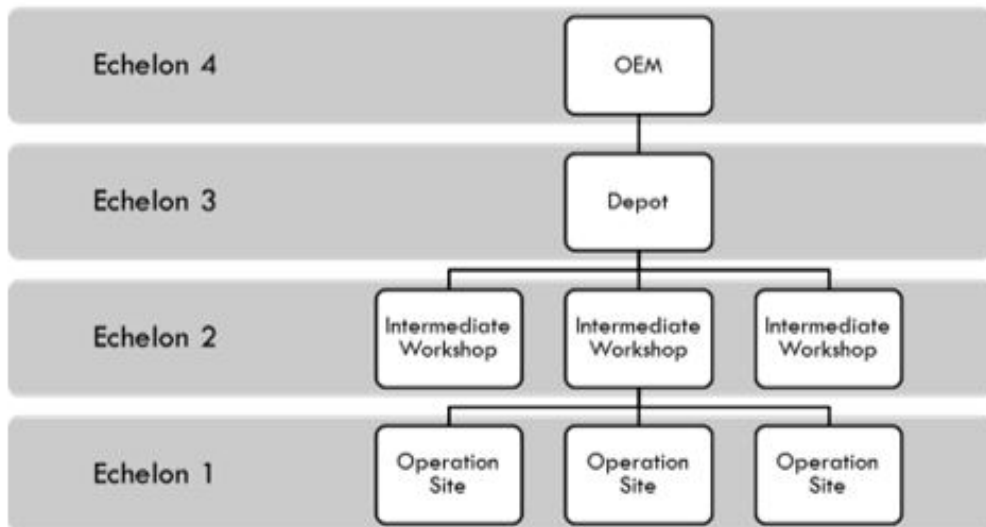 Echelon 4
OEM
Echelon 3
Depot
Echelon 2
Intermediate
Workshop
Intermediate
Workshop
Intermediate
Workshop
Echelon 1
Operation
Site
Operation
Site
Operation
Site